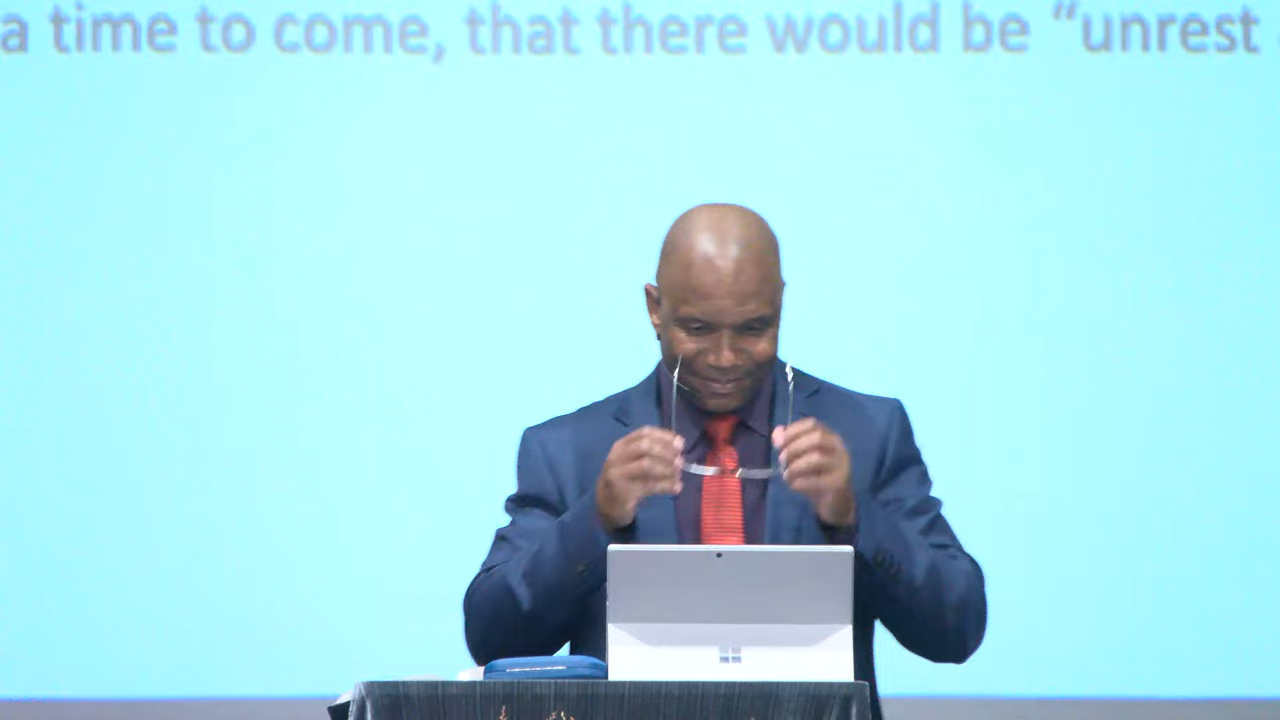 a time to come, that there would be “unrest